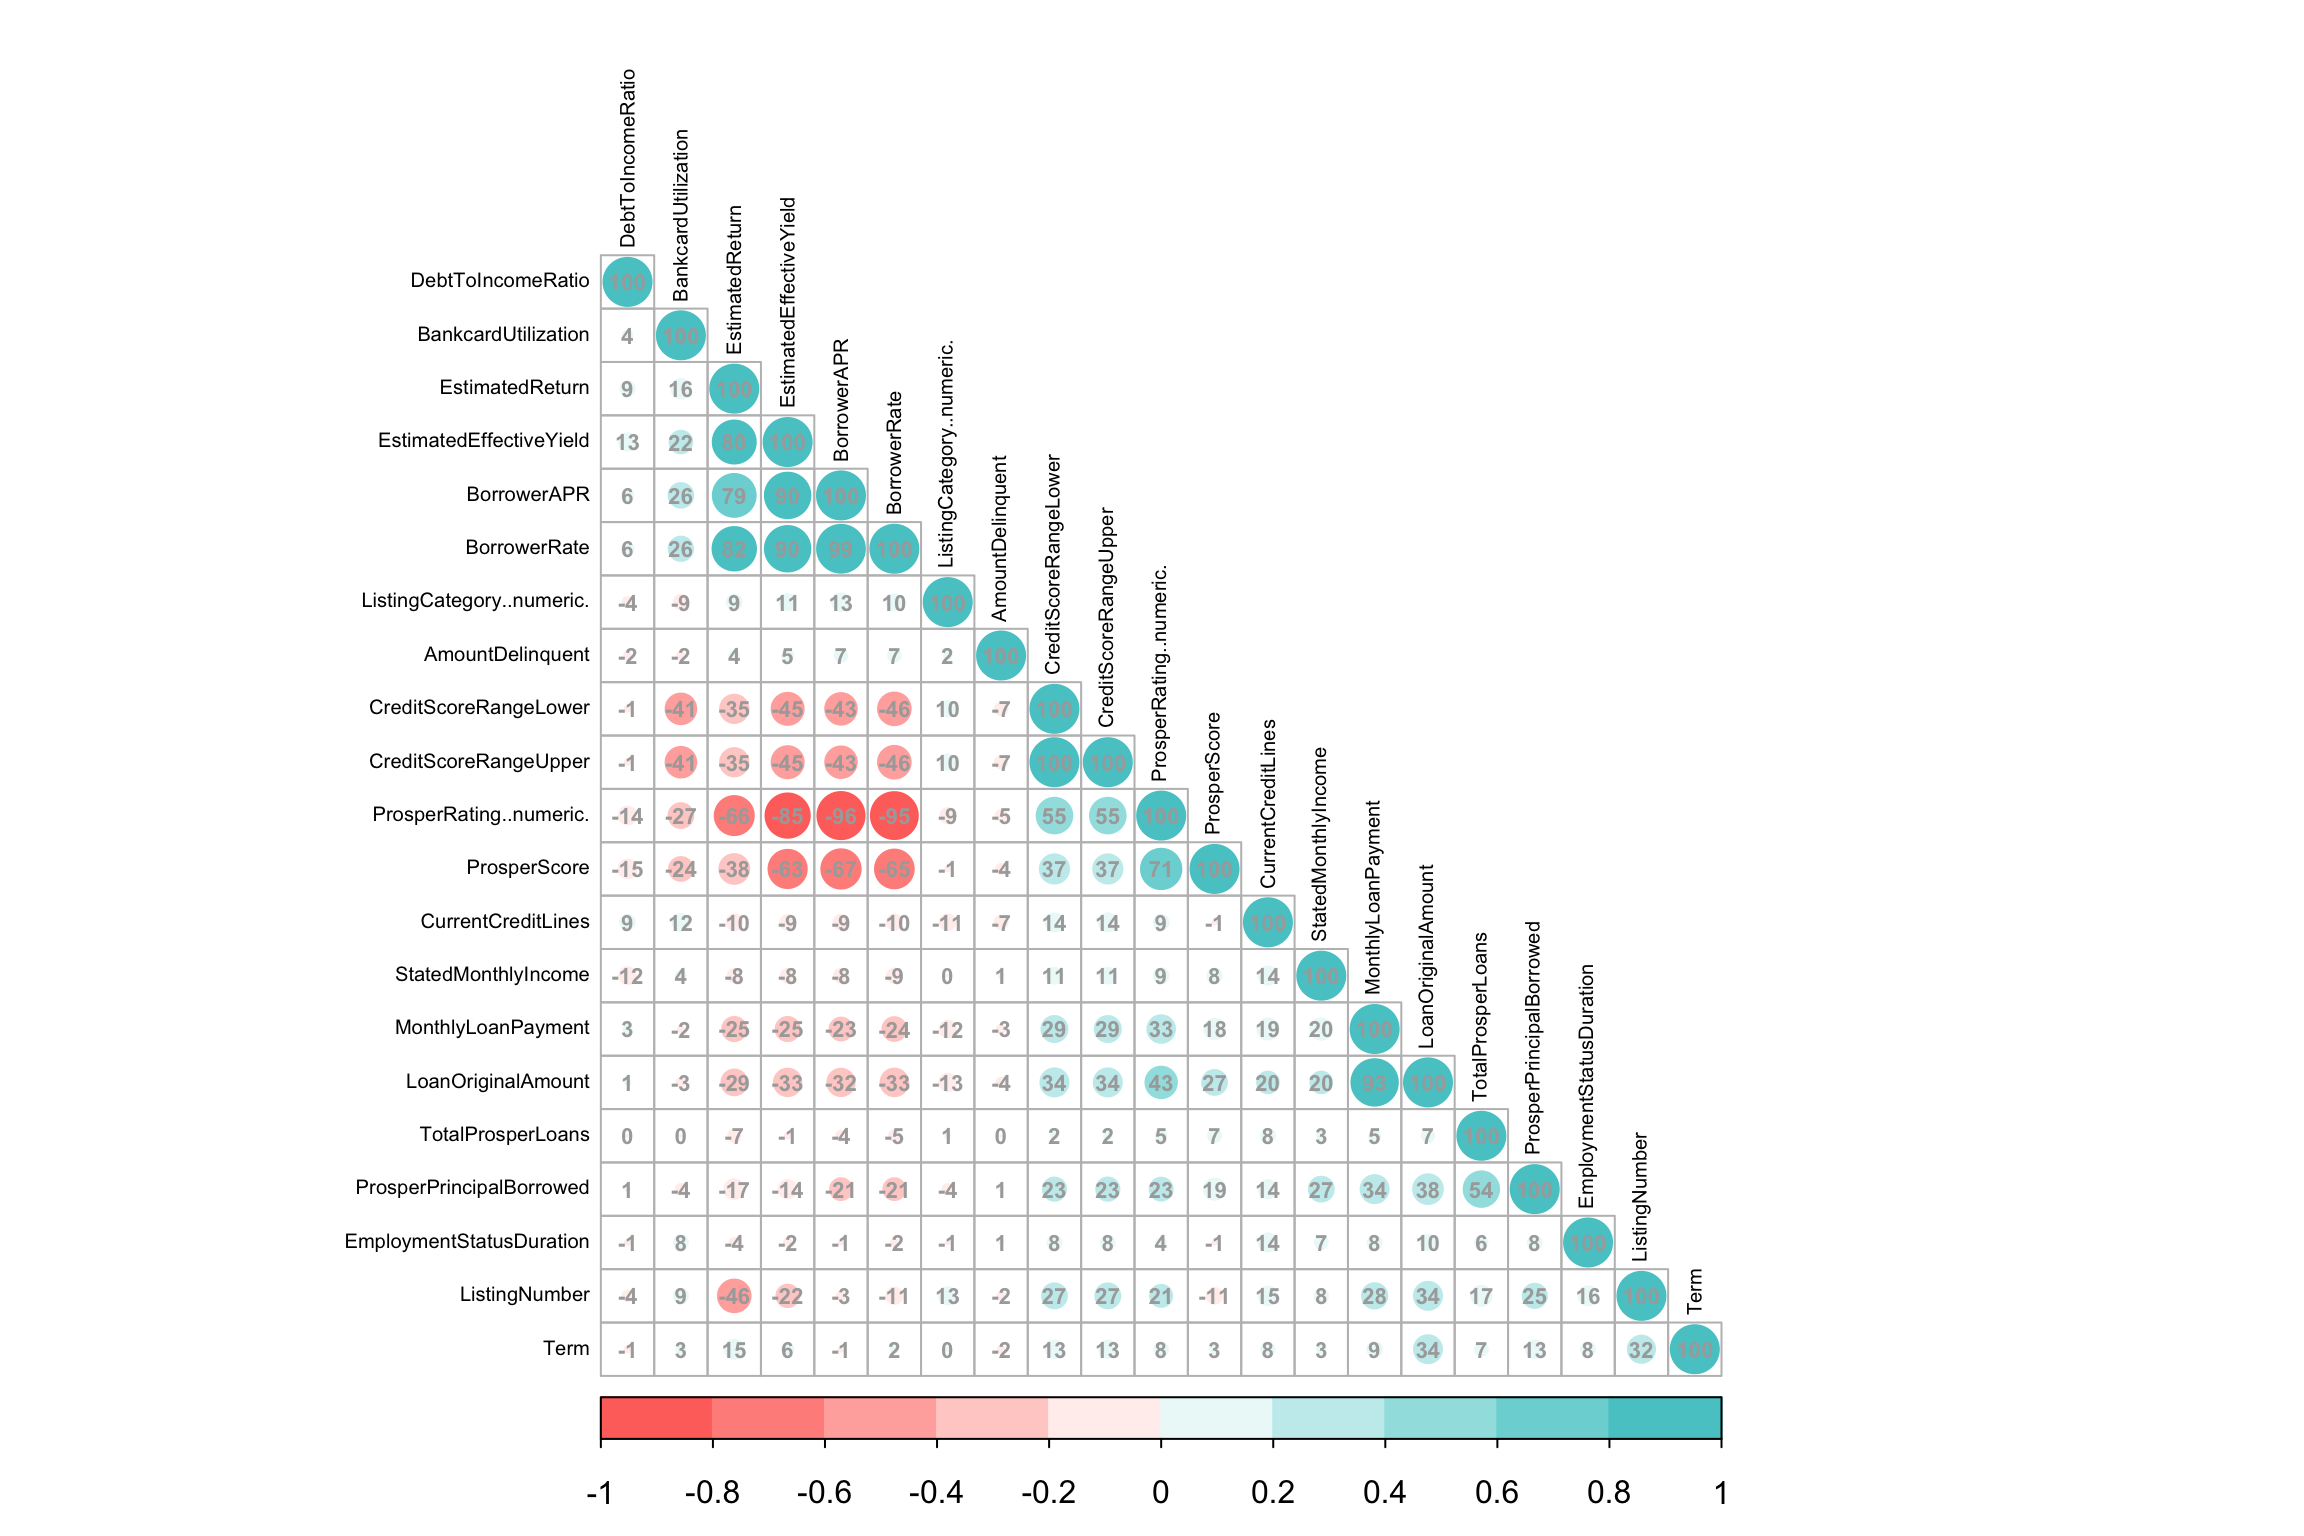 DebtToIncomeRatio
BankcardUtilization
EstimatedReturn
EstimatedEffectiveYield
BorrowerAPR
BorrowerRate
ListingCategory..numeric.
AmountDelinquent
CreditScoreRangeLower
CreditScoreRangeUpper
ProsperRating..numeric.
ProsperScore
CurrentCreditLines
StatedMonthlyIncome
MonthlyLoanPayment
LoanOriginalAmount
TotalProsperLoans
ProsperPrincipalBorrowed
EmploymentStatusDuration
ListingNumber
Term
DebtToIncomeRatio 100
BankcardUtilization 4 100
EstimatedReturn 9 16 100
EstimatedEffectiveYield 13 22 80 100
BorrowerAPR 6 26 79 90 100
BorrowerRate 6 26 82 90 99 100
ListingCategory..numeric. -4 -9 9 11 13 10 100
AmountDelinquent -2 -2 4 5 7 7 2 100
CreditScoreRangeLower -1 -41 -35 -45 -43 -46 10 -7 100
CreditScoreRangeUpper -1 -41 -35 -45 -43 -46 10 -7 100 100
ProsperRating..numeric. -14 -27 -66 -85 -96 -95 -9 -5 55 55 100
ProsperScore -15 -24 -38 -63 -67 -65 -1 -4 37 37 71 100
CurrentCreditLines 9 12 -10 -9 -9 -10 -11 -7 14 14 9 -1 100
StatedMonthlyIncome -12 4 -8 -8 -8 -9 0 1 11 11 9 8 14 100
MonthlyLoanPayment 3 -2 -25 -25 -23 -24 -12 -3 29 29 33 18 19 20 100
LoanOriginalAmount 1 -3 -29 -33 -32 -33 -13 -4 34 34 43 27 20 20 93 100
TotalProsperLoans 0 0 -7 -1 -4 -5 1 0 2 2 5 7 8 3 5 7 100
ProsperPrincipalBorrowed 1 -4 -17 -14 -21 -21 -4 1 23 23 23 19 14 27 34 38 54 100
EmploymentStatusDuration -1 8 -4 -2 -1 -2 -1 1 8 8 4 -1 14 7 8 10 6 8 100
ListingNumber -4 9 -46 -22 -3 -11 13 -2 27 27 21 -11 15 8 28 34 17 25 16 100
Term -1 3 15 6 -1 2 0 -2 13 13 8 3 8 3 9 34 7 13 8 32 100
-1 -0.8 -0.6 -0.4 -0.2 0 0.2 0.4 0.6 0.8 1